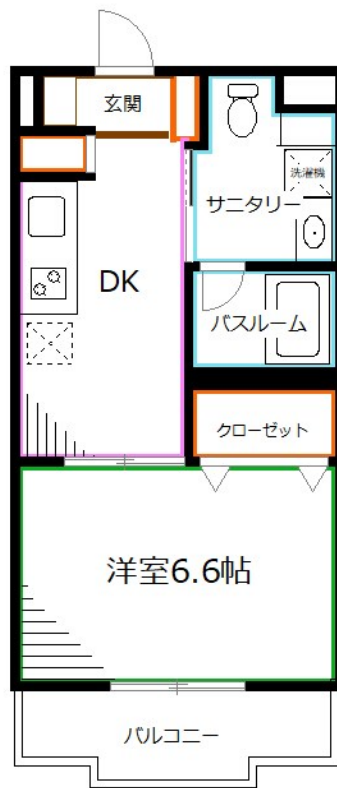 玄関
洗濯機
サニタリー
DK
バスルーム
クローゼット
洋室6.6帖
バルコニー